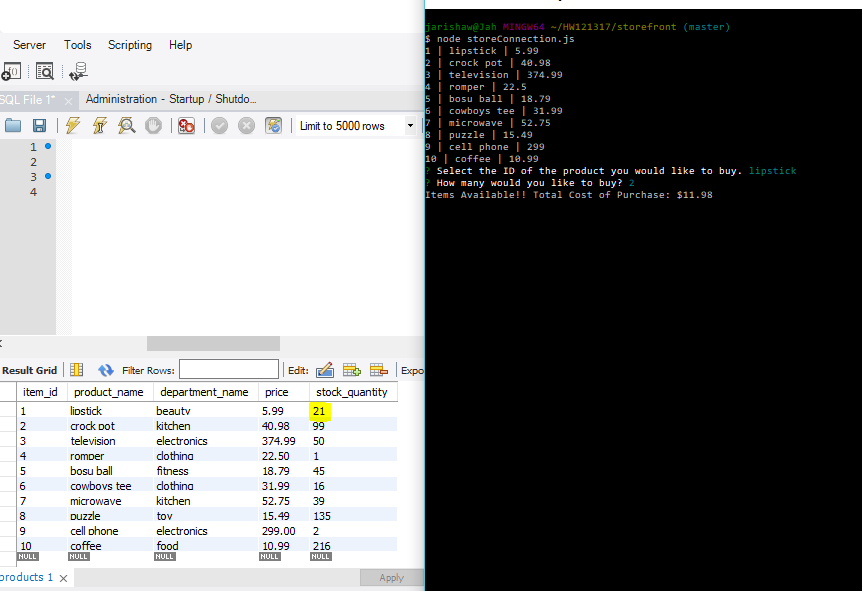 Server Tools Scripting Help
SQL File 1* × Administration - Startup / Shutdo...
Limit to 5000 rows
1
2
3
4
Result Grid Filter Rows: Edit: Expo
item_id product_name department_name price stock_quantity
1 lipstick beauty 5.99 21
2 crock pot kitchen 40.98 99
3 television electronics 374.99 50
4 romper clothing 22.50 1
5 bosu ball fitness 18.79 45
6 cowboys tee clothing 31.99 16
7 microwave kitchen 52.75 39
8 puzzle toy 15.49 135
9 cell phone electronics 299.00 2
10 coffee food 10.99 216
NULL NULL NULL NULL NULL
products 1 × Apply
jarishaw@Jah MINGW64 ~/HW121317/storefront (master)
$ node storeConnection.js
1 | lipstick | 5.99
2 | crock pot | 40.98
3 | television | 374.99
4 | romper | 22.5
5 | bosu ball | 18.79
6 | cowboys tee | 31.99
7 | microwave | 52.75
8 | puzzle | 15.49
9 | cell phone | 299
10 | coffee | 10.99
? Select the ID of the product you would like to buy. lipstick
? How many would you like to buy? 2
Items Available!! Total Cost of Purchase: $11.98